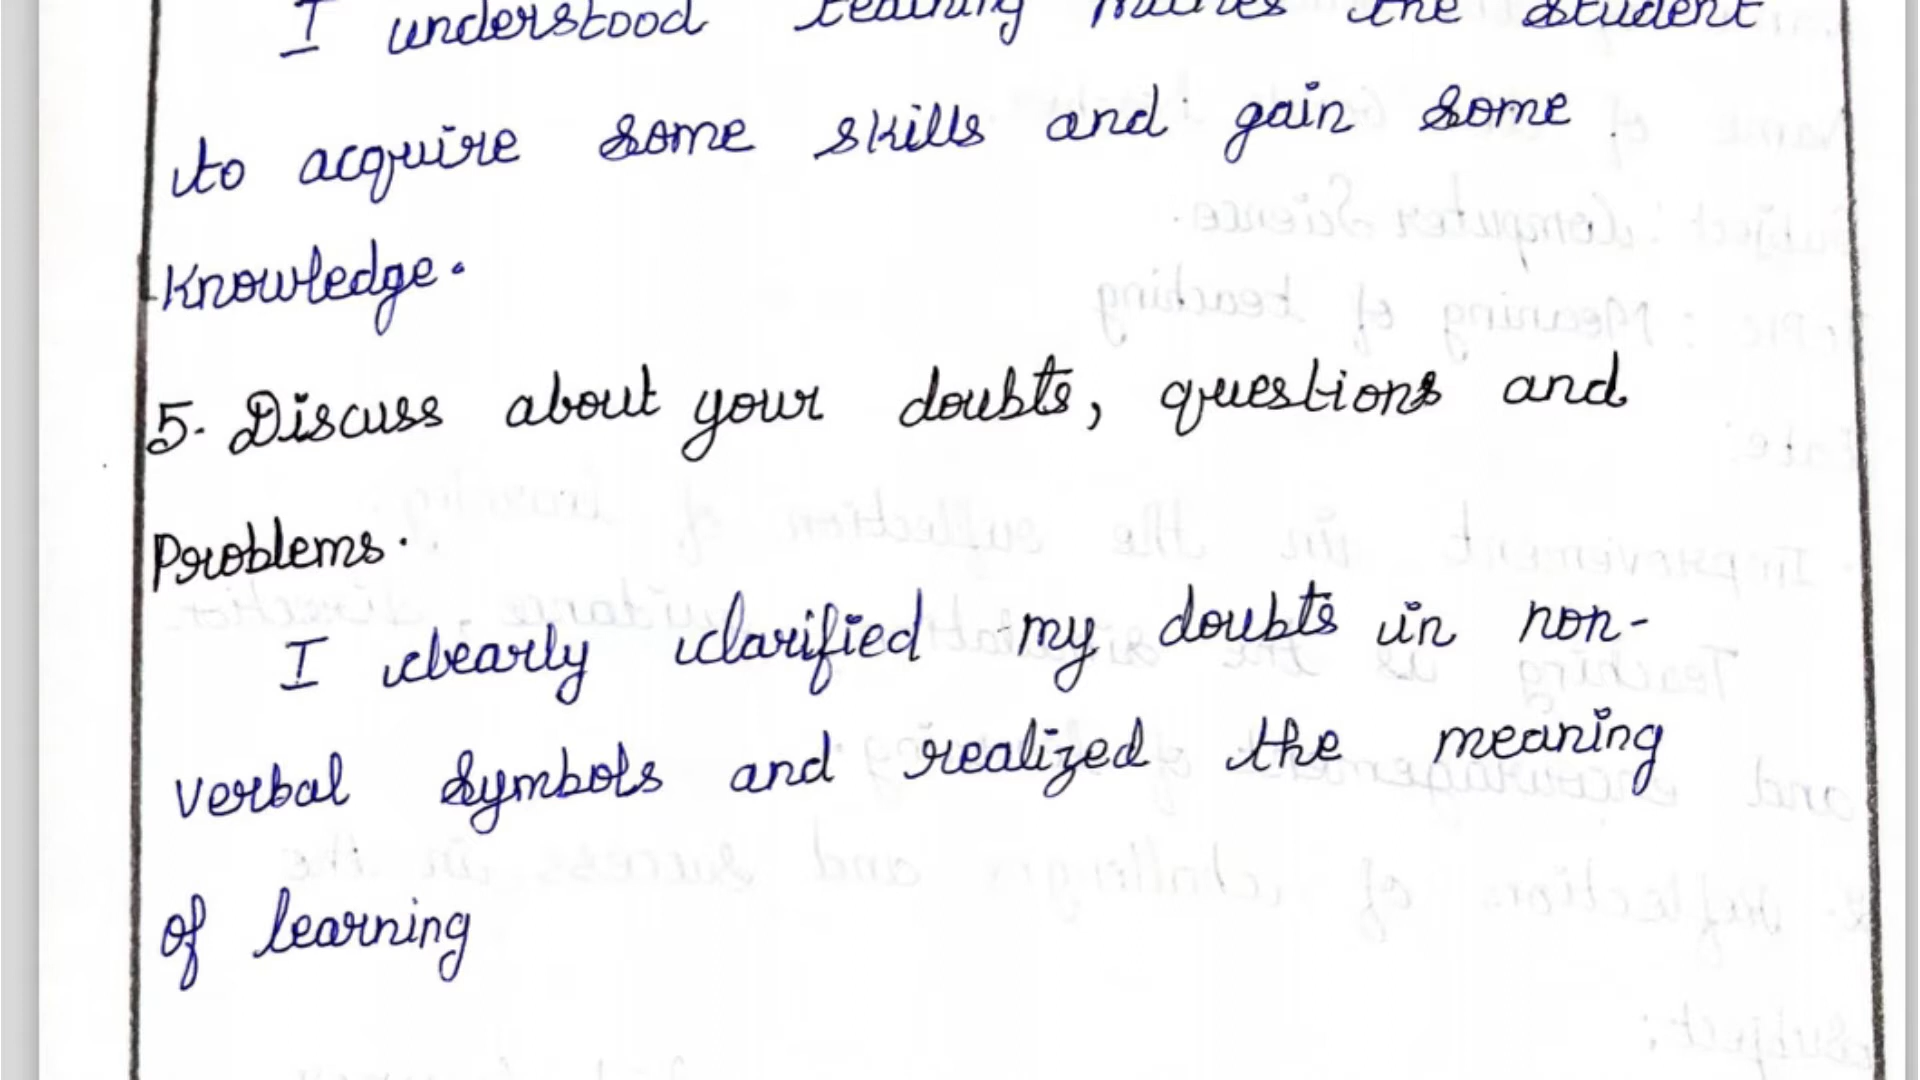 I understood teaching makes the student
to acquire some skills and gain some
Knowledge.
5. Discuss about your doubts, questions and
Problems.
I clearly clarified my doubts in non-
verbal symbols and realized the meaning
of learning